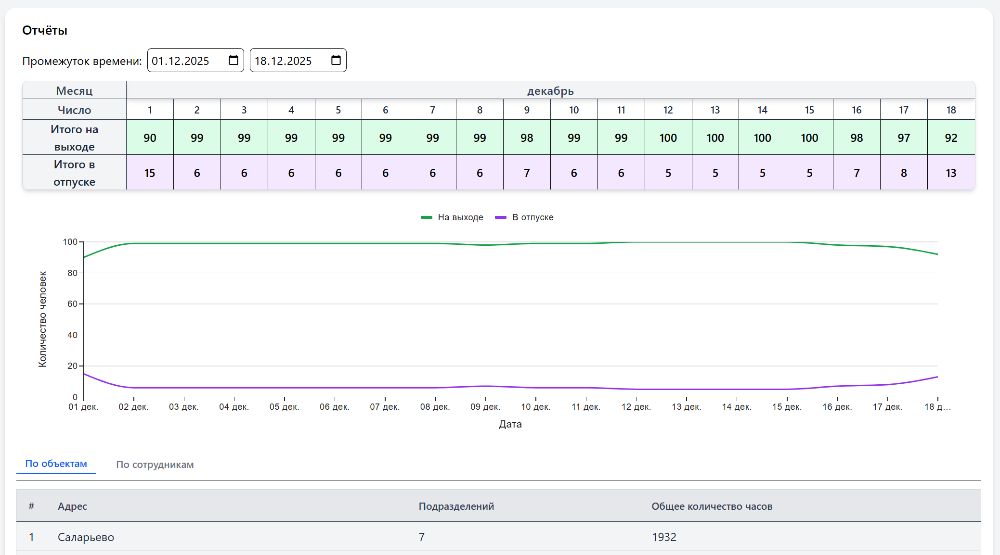 Отчёты
Промежуток времени: 01.12.2025 18.12.2025
Месяц декабрь
Число 1 2 3 4 5 6 7 8 9 10 11 12 13 14 15 16 17 18
Итого на
выходе
90 99 99 99 99 99 99 99 98 99 99 100 100 100 100 98 97 92
Итого в
отпуске
15 6 6 6 6 6 6 6 7 6 6 5 5 5 5 7 8 13
На выходе В отпуске
100
80
60
40
20
0
Количество человек
01 дек. 02 дек. 03 дек. 04 дек. 05 дек. 06 дек. 07 дек. 08 дек. 09 дек. 10 дек. 11 дек. 12 дек. 13 дек. 14 дек. 15 дек. 16 дек. 17 дек. 18 д...
Дата
По объектам По сотрудникам
# Адрес Подразделений Общее количество часов
1 Саларьево 7 1932